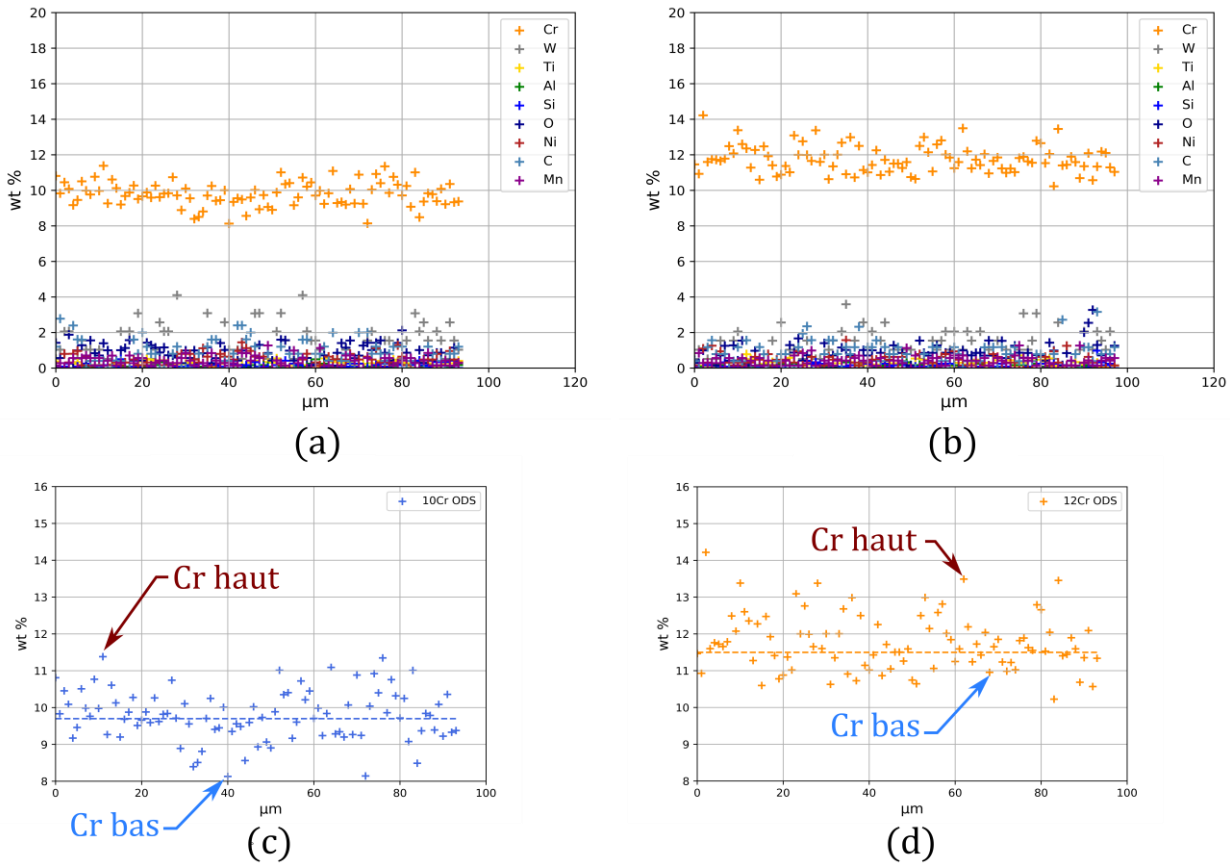 20
18
16
14
12
10
8
6
4
2
0
wt %
0 20 40 60 80 100 120
µm
Cr
W
Ti
Al
Si
O
Ni
C
Mn
(a)
20
18
16
14
12
10
8
6
4
2
0
wt %
0 20 40 60 80 100 120
µm
Cr
W
Ti
Al
Si
O
Ni
C
Mn
(b)
16
15
14
13
12
11
10
9
8
wt %
0 20 40 60 80 100
µm
10Cr ODS
Cr haut
Cr bas
(c)
16
15
14
13
12
11
10
9
8
wt %
0 20 40 60 80 100
µm
12Cr ODS
Cr haut
Cr bas
(d)